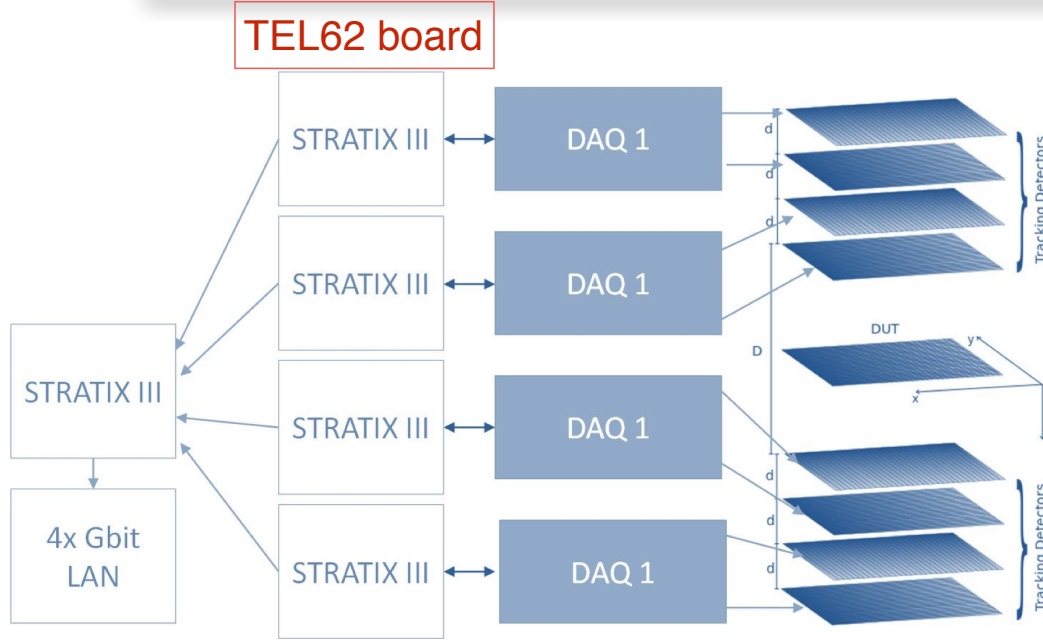 TEL62 board
STRATIX III
DAQ 1
STRATIX III
DAQ 1
STRATIX III
DAQ 1
STRATIX III
DAQ 1
STRATIX III
4x Gbit
LAN
d
d
d
Tracking Detectors
D
DUT
y
x
d
d
d
Tracking Detectors